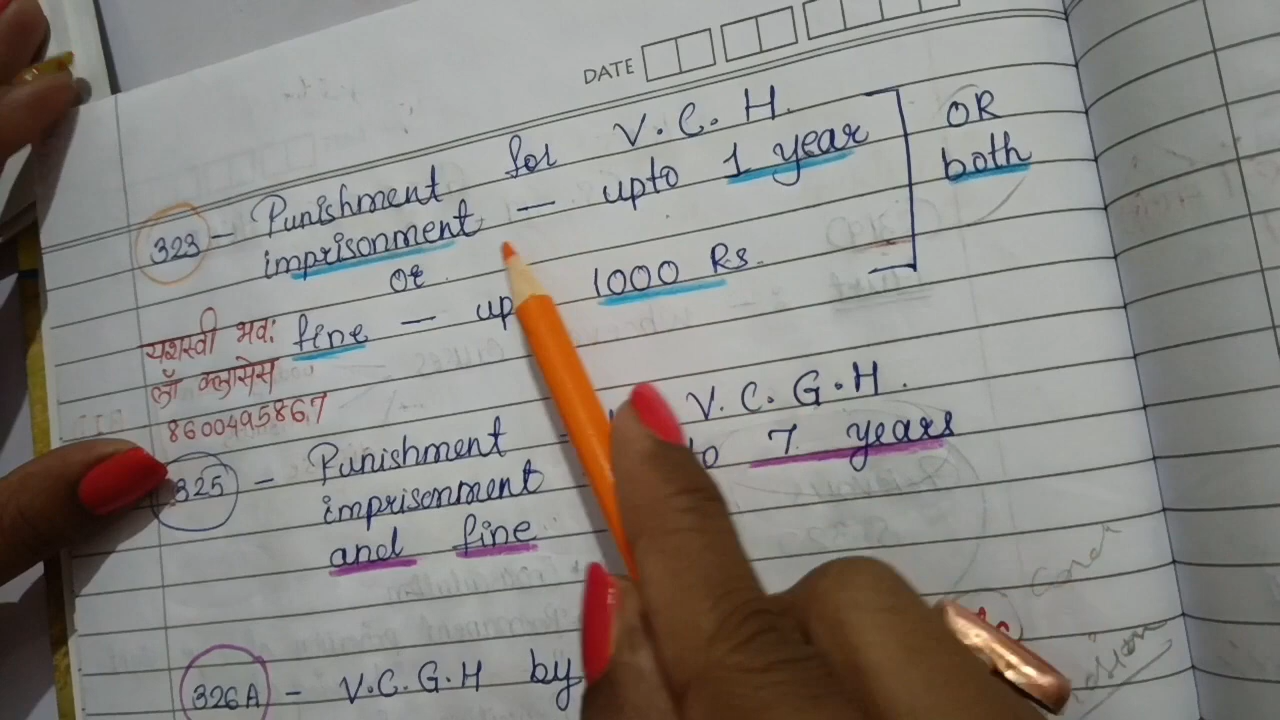 DATE
323 – Punishment for V.C.H.
imprisonment – upto 1 year
OR
both
or
fine – up 1000 Rs.
यशस्वी भवः
लॉ क्लासेस
8600495867
325 – Punishment V.C.G.H.
imprisonment to 7 years
and fine
326A – V.C.G.H by